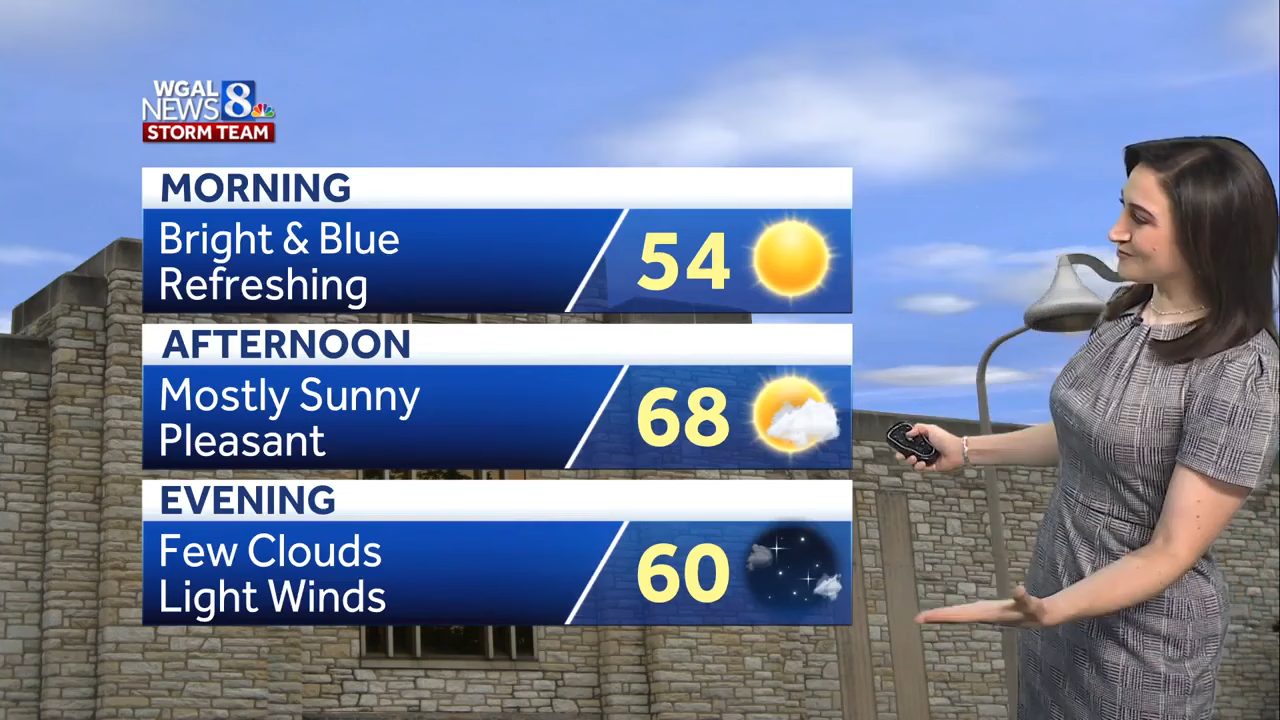 WGAL
NEWS 8
STORM TEAM
MORNING
Bright & Blue
Refreshing
54
AFTERNOON
Mostly Sunny
Pleasant
68
EVENING
Few Clouds
Light Winds
60